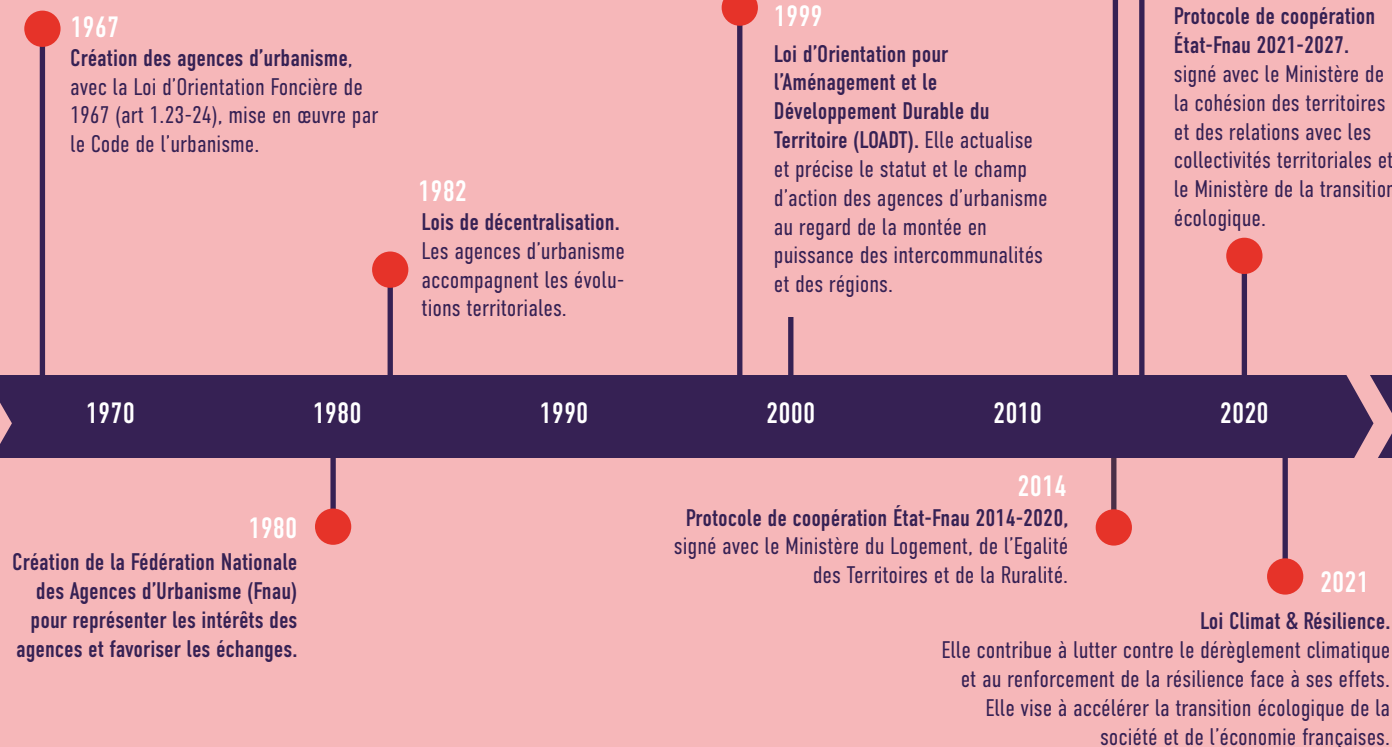 1967
Création des agences d'urbanisme,
avec la Loi d'Orientation Foncière de
1967 (art 1.23-24), mise en œuvre par
le Code de l'urbanisme.
1982
Lois de décentralisation.
Les agences d'urbanisme
accompagnent les évolu-
tions territoriales.
1999
Loi d'Orientation pour
l'Aménagement et le
Développement Durable du
Territoire (LOADT). Elle actualise
et précise le statut et le champ
d'action des agences d'urbanisme
au regard de la montée en
puissance des intercommunalités
et des régions.
Protocole de coopération
État-Fnau 2021-2027.
signé avec le Ministère de
la cohésion des territoires
et des relations avec les
collectivités territoriales et
le Ministère de la transition
écologique.
1970
1980
1990
2000
2010
2020
1980
Création de la Fédération Nationale
des Agences d'Urbanisme (Fnau)
pour représenter les intérêts des
agences et favoriser les échanges.
2014
Protocole de coopération État-Fnau 2014-2020,
signé avec le Ministère du Logement, de l'Egalité
des Territoires et de la Ruralité.
2021
Loi Climat & Résilience.
Elle contribue à lutter contre le dérèglement climatique
et au renforcement de la résilience face à ses effets.
Elle vise à accélérer la transition écologique de la
société et de l'économie françaises.